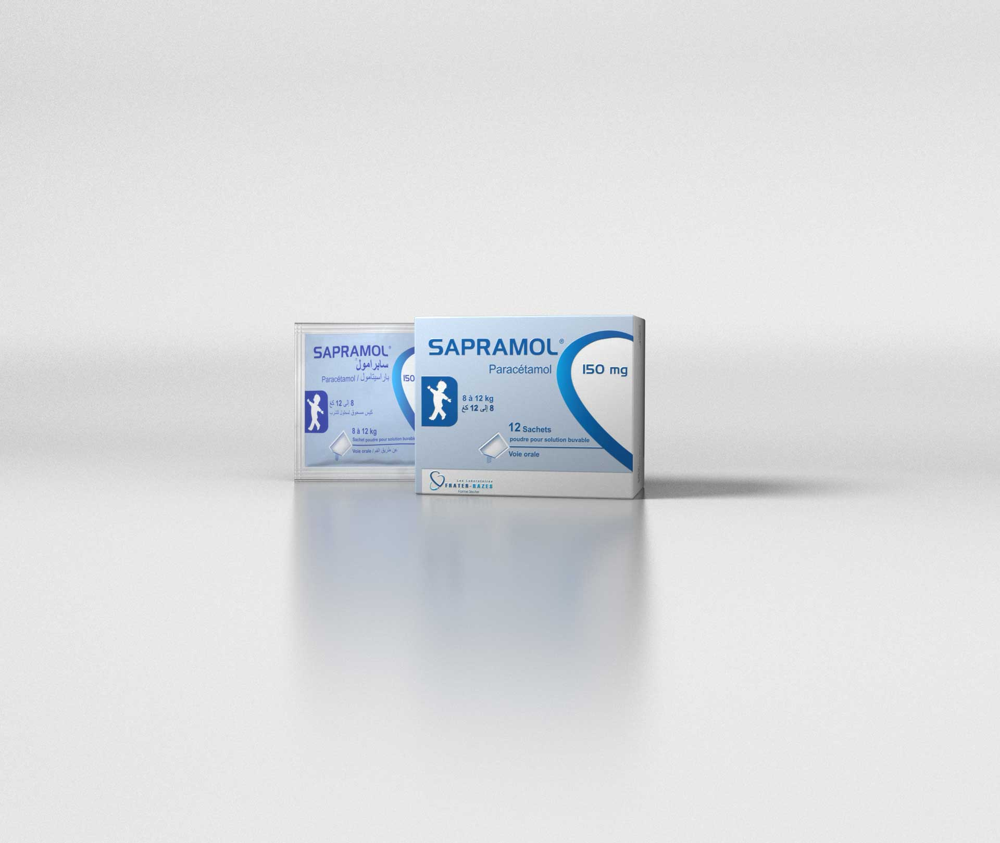 SAPRAMOL®
سابرامول®
Paracétamol / باراسيتامول
150
8 إلى 12 كغ
كيس مسحوق لمحلول للشرب
8 à 12 kg
Sachet poudre pour solution buvable
Voie orale / عن طريق الفم
SAPRAMOL®
Paracétamol
150 mg
8 à 12 kg
8 إلى 12 كغ
12 Sachets
poudre pour solution buvable
Voie orale
Les Laboratoires
FRATER-RAZES
Forme Sèche